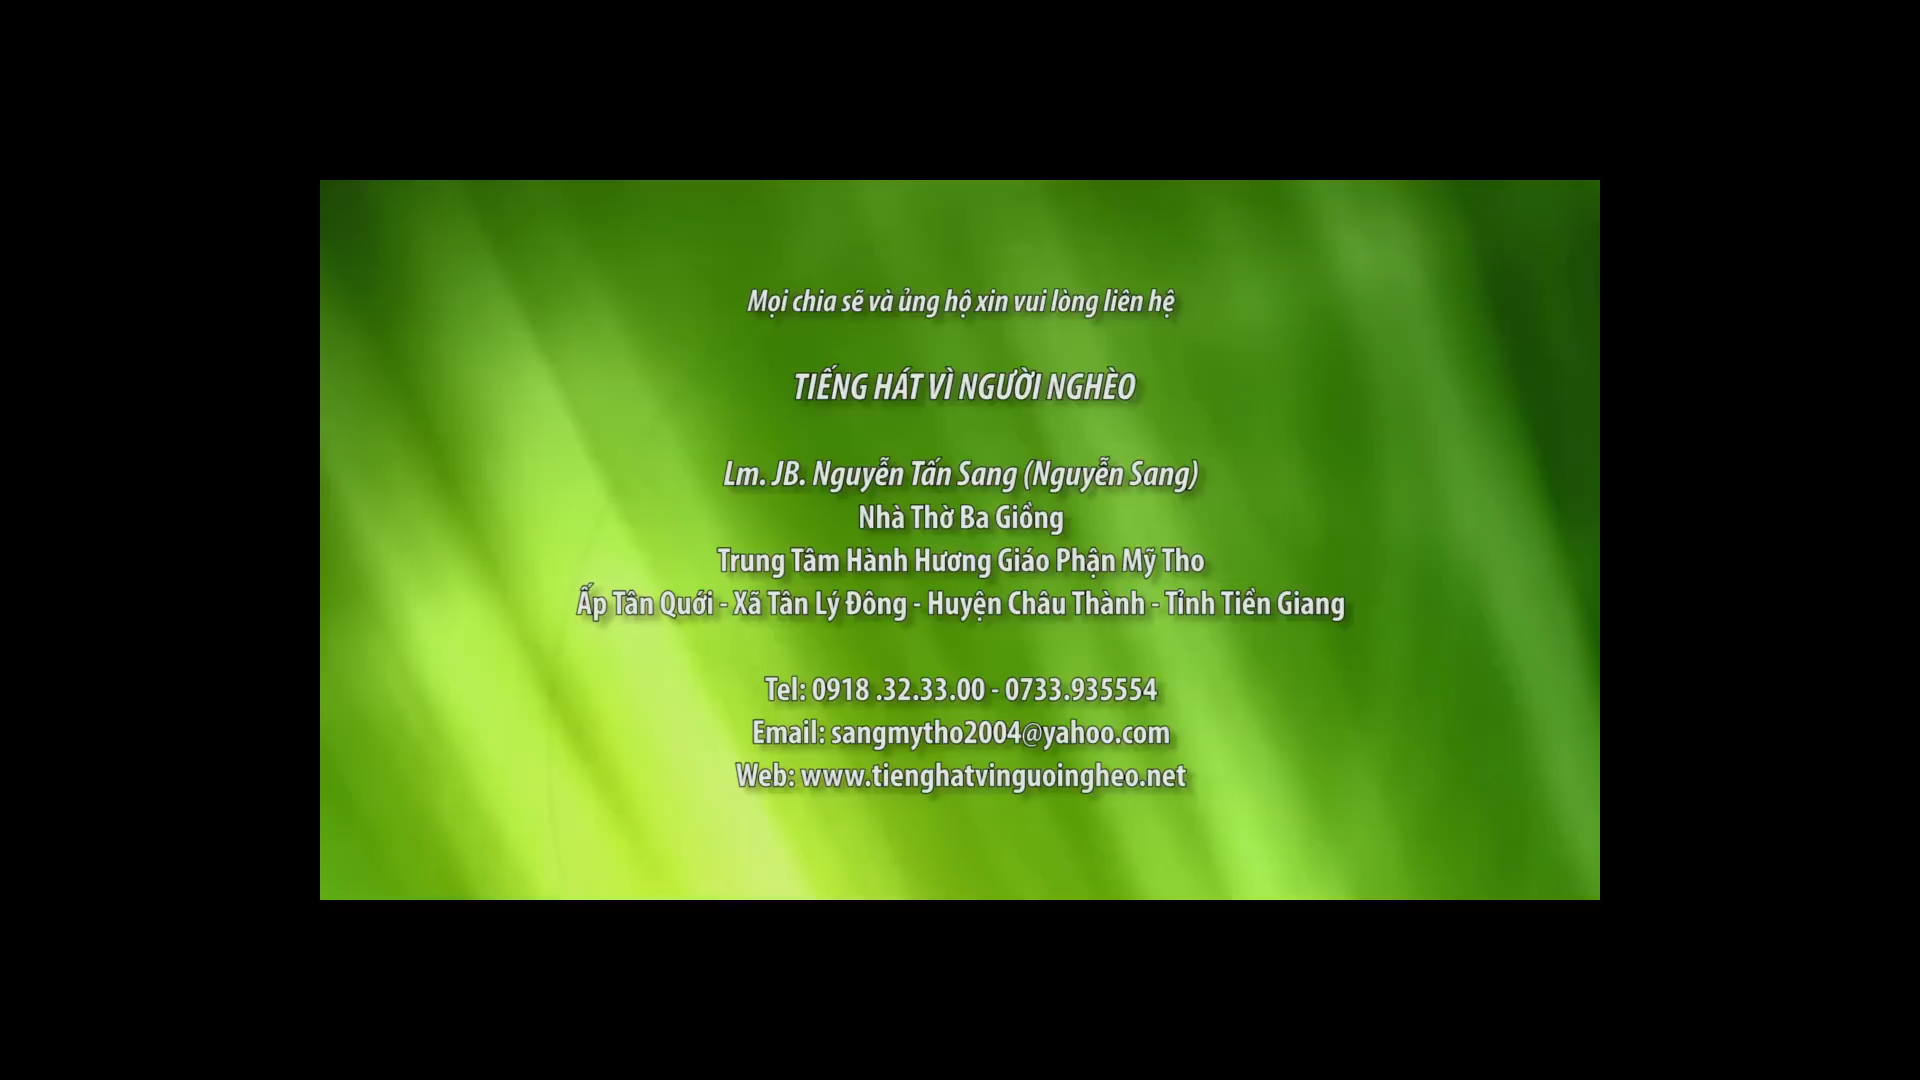 Mọi chia sẽ và ủng hộ xin vui lòng liên hệ
TIẾNG HÁT VÌ NGƯỜI NGHÈO
Lm. JB. Nguyễn Tấn Sang (Nguyễn Sang)
Nhà Thờ Ba Giồng
Trung Tâm Hành Hương Giáo Phận Mỹ Tho
Ấp Tân Quới - Xã Tân Lý Đông - Huyện Châu Thành - Tỉnh Tiền Giang
Tel: 0918 .32.33.00 - 0733.935554
Email: sangmytho2004@yahoo.com
Web: www.tienghatvinguoingheo.net